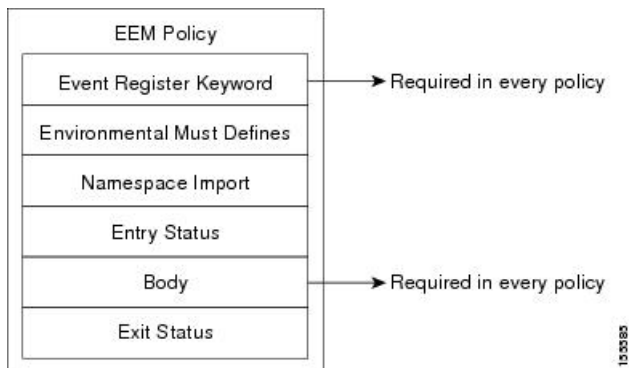 EEM Policy
Event Register Keyword
Required in every policy
Environmental Must Defines
Namespace Import
Entry Status
Body
Required in every policy
Exit Status
155585